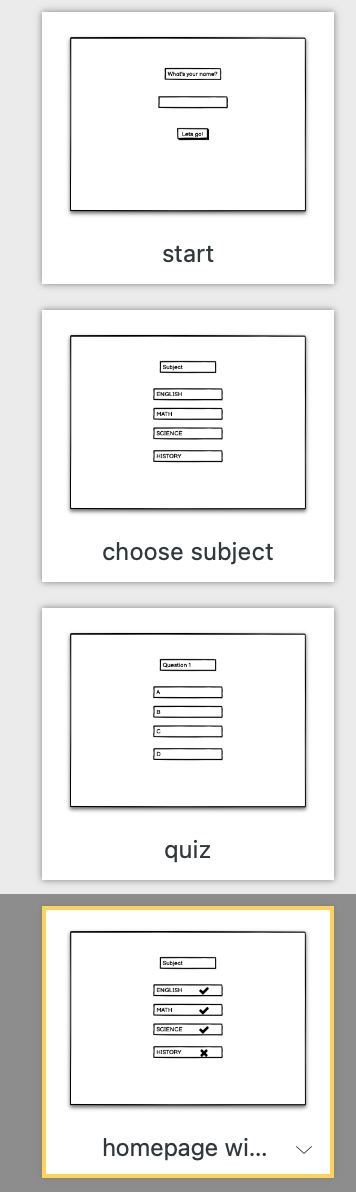 What's your name?
Lets go!
start
Subject
ENGLISH
MATH
SCIENCE
HISTORY
choose subject
Question 1
A
B
C
D
quiz
Subject
ENGLISH
MATH
SCIENCE
HISTORY
homepage wi...